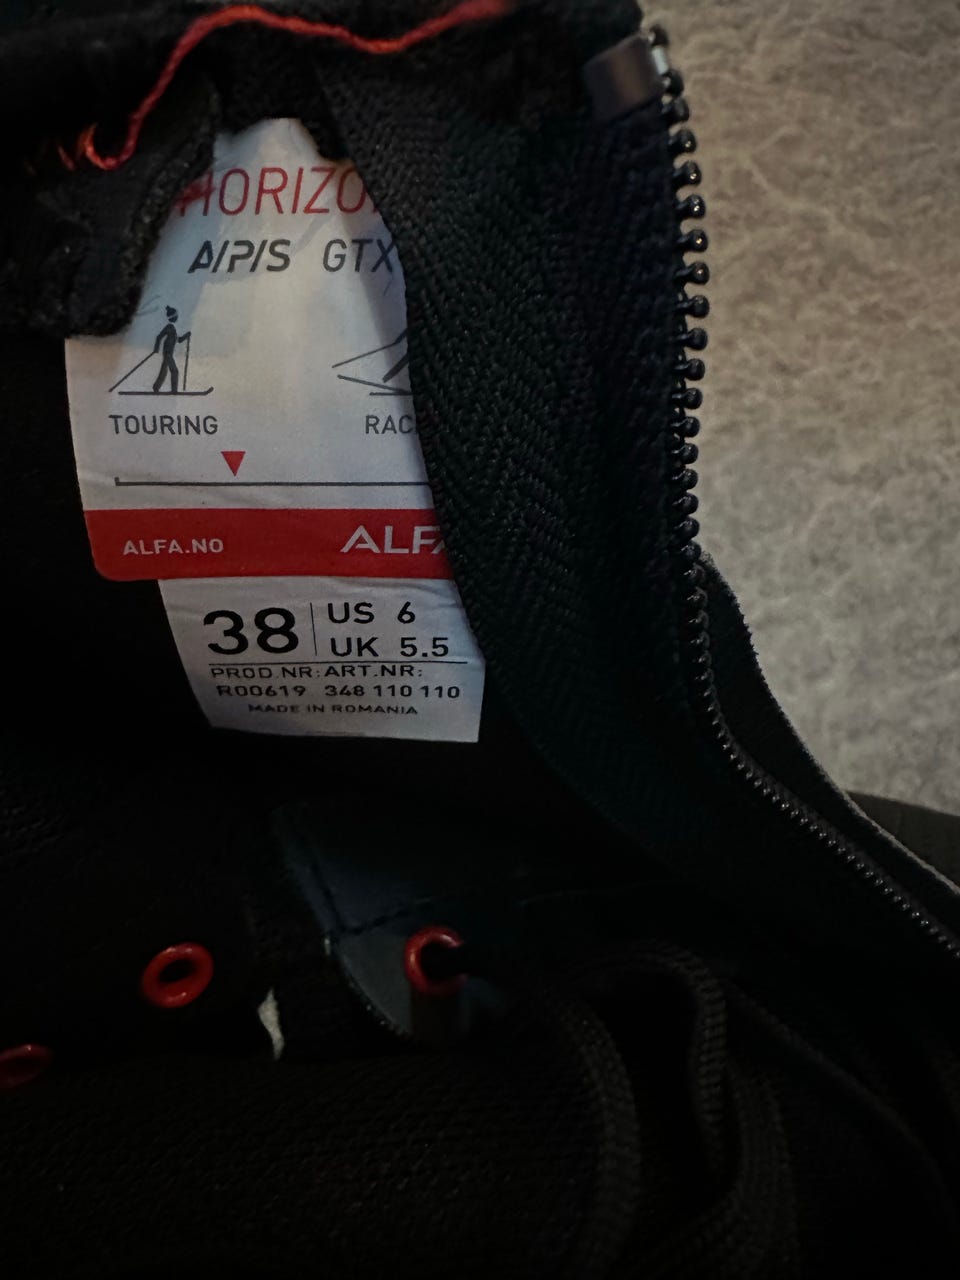 HORIZO
A/P/S GTX
TOURING RAC
ALFA.NO ALFA
38 US 6
UK 5.5
PROD.NR: ART.NR:
R00619 348 110 110
MADE IN ROMANIA